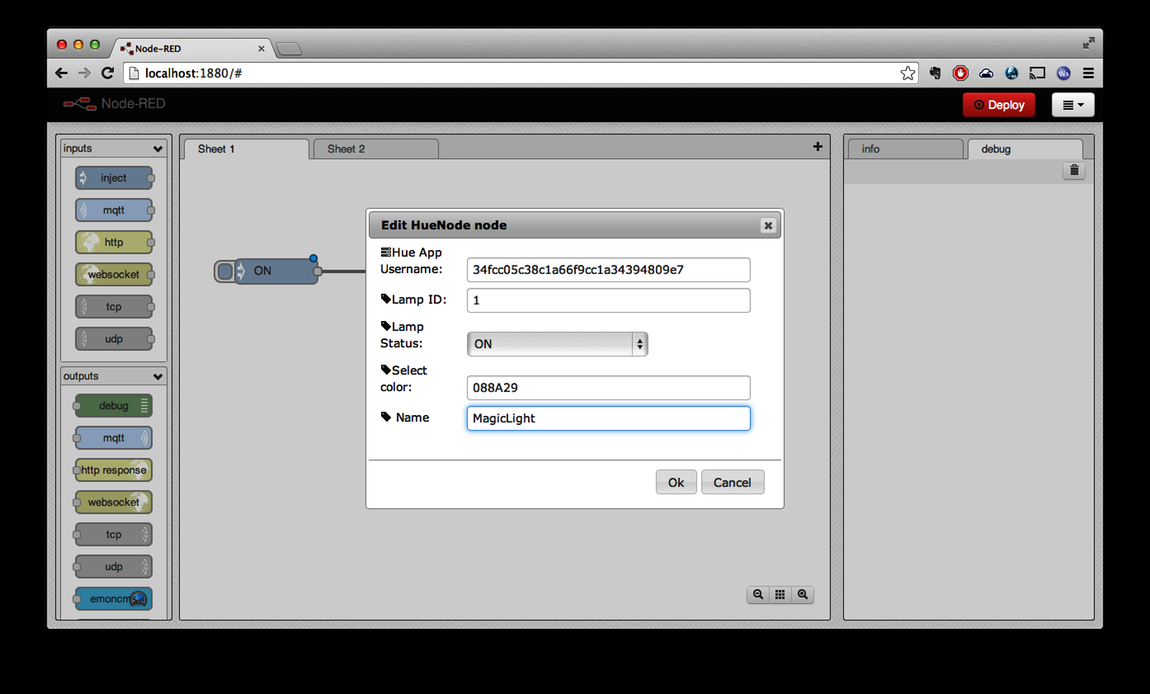 Node-RED
localhost:1880/#
Ws
Node-RED
Deploy
inputs
inject
mqtt
http
websocket
tcp
udp
outputs
debug
mqtt
http response
websocket
tcp
udp
emoncms
Sheet 1
Sheet 2
ON
Edit HueNode node
Hue App
Username:
34fcc05c38c1a66f9cc1a34394809e7
Lamp ID:
1
Lamp
Status:
ON
Select
color:
088A29
Name
MagicLight
Ok
Cancel
info
debug